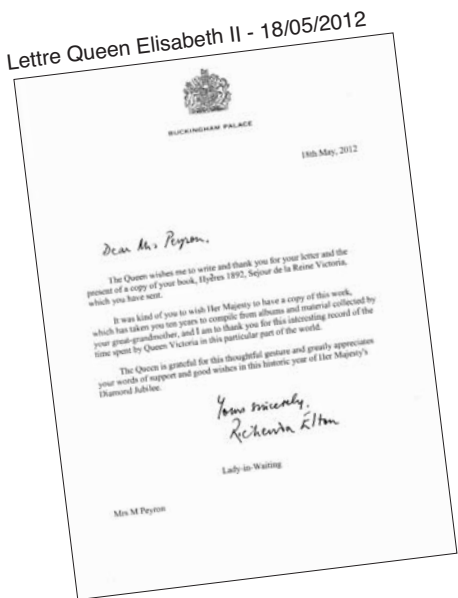 Lettre Queen Elisabeth II - 18/05/2012
BUCKINGHAM PALACE
18th May, 2012
Dear Mrs Peyron,
The Queen wishes me to write and thank you for your letter and the
present of a copy of your book, Hyères 1892, Sejour de la Reine Victoria,
which you have sent.
It was kind of you to wish Her Majesty to have a copy of this work,
which has taken you ten years to compile from albums and material collected by
your great-grandmother, and I am to thank you for this interesting record of the
time spent by Queen Victoria in this particular part of the world.
The Queen is grateful for this thoughtful gesture and greatly appreciates
your words of support and good wishes in this historic year of Her Majesty's
Diamond Jubilee.
Yours sincerely,
Richenda Elton
Lady-in-Waiting
Mrs M Peyron